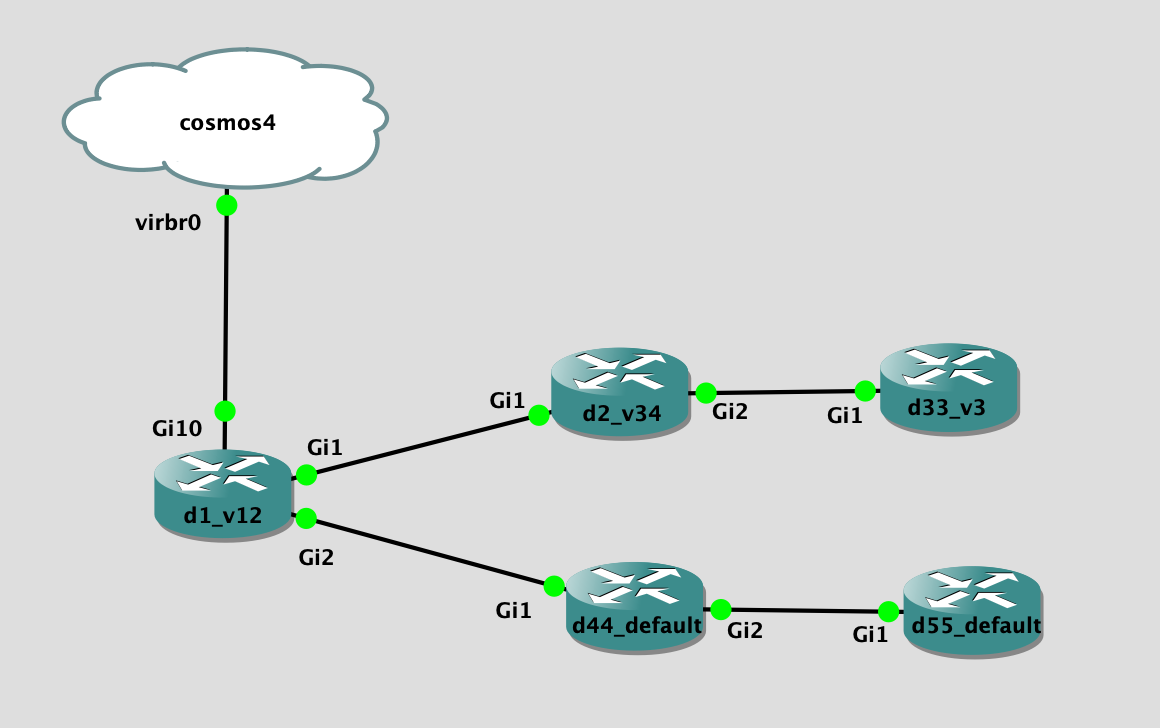 cosmos4
virbr0
Gi10
Gi1
d1_v12
Gi2
Gi1
d2_v34
Gi2
Gi1
d33_v3
Gi1
d44_default
Gi2
Gi1
d55_default